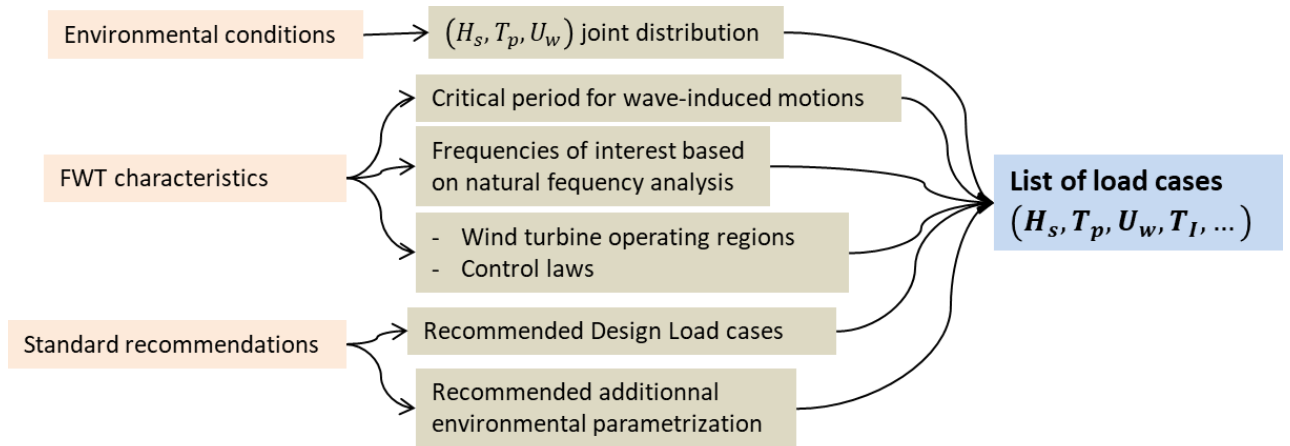 Environmental conditions
(H_s, T_p, U_w) joint distribution
Critical period for wave-induced motions
FWT characteristics
Frequencies of interest based
on natural fequency analysis
- Wind turbine operating regions
- Control laws
Standard recommendations
Recommended Design Load cases
Recommended additionnal
environmental parametrization
List of load cases
(H_s, T_p, U_w, T_I, ...)